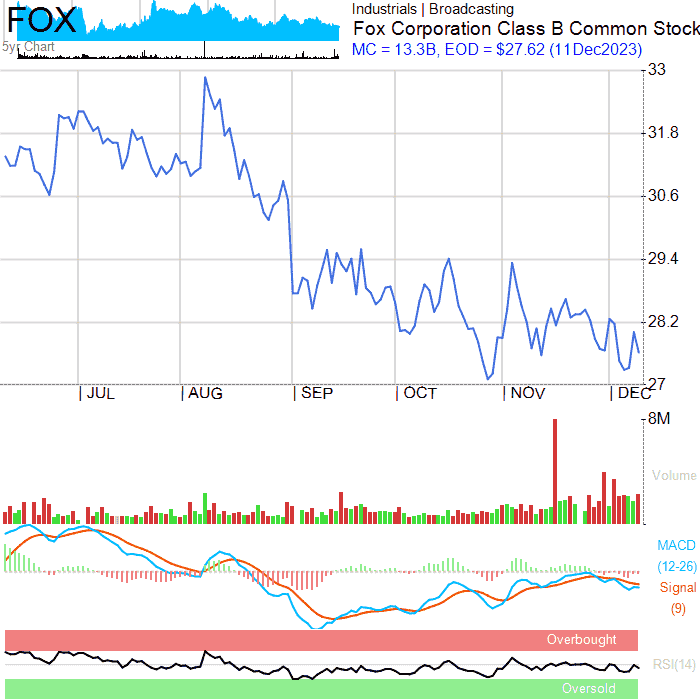 FOX
Industrials | Broadcasting
Fox Corporation Class B Common Stock
MC = 13.3B, EOD = $27.62 (11Dec2023)
5yr Chart
33
31.8
30.6
29.4
28.2
27
JUL
AUG
SEP
OCT
NOV
DEC
8M
Volume
MACD
(12-26)
Signal
(9)
Overbought
RSI(14)
Oversold